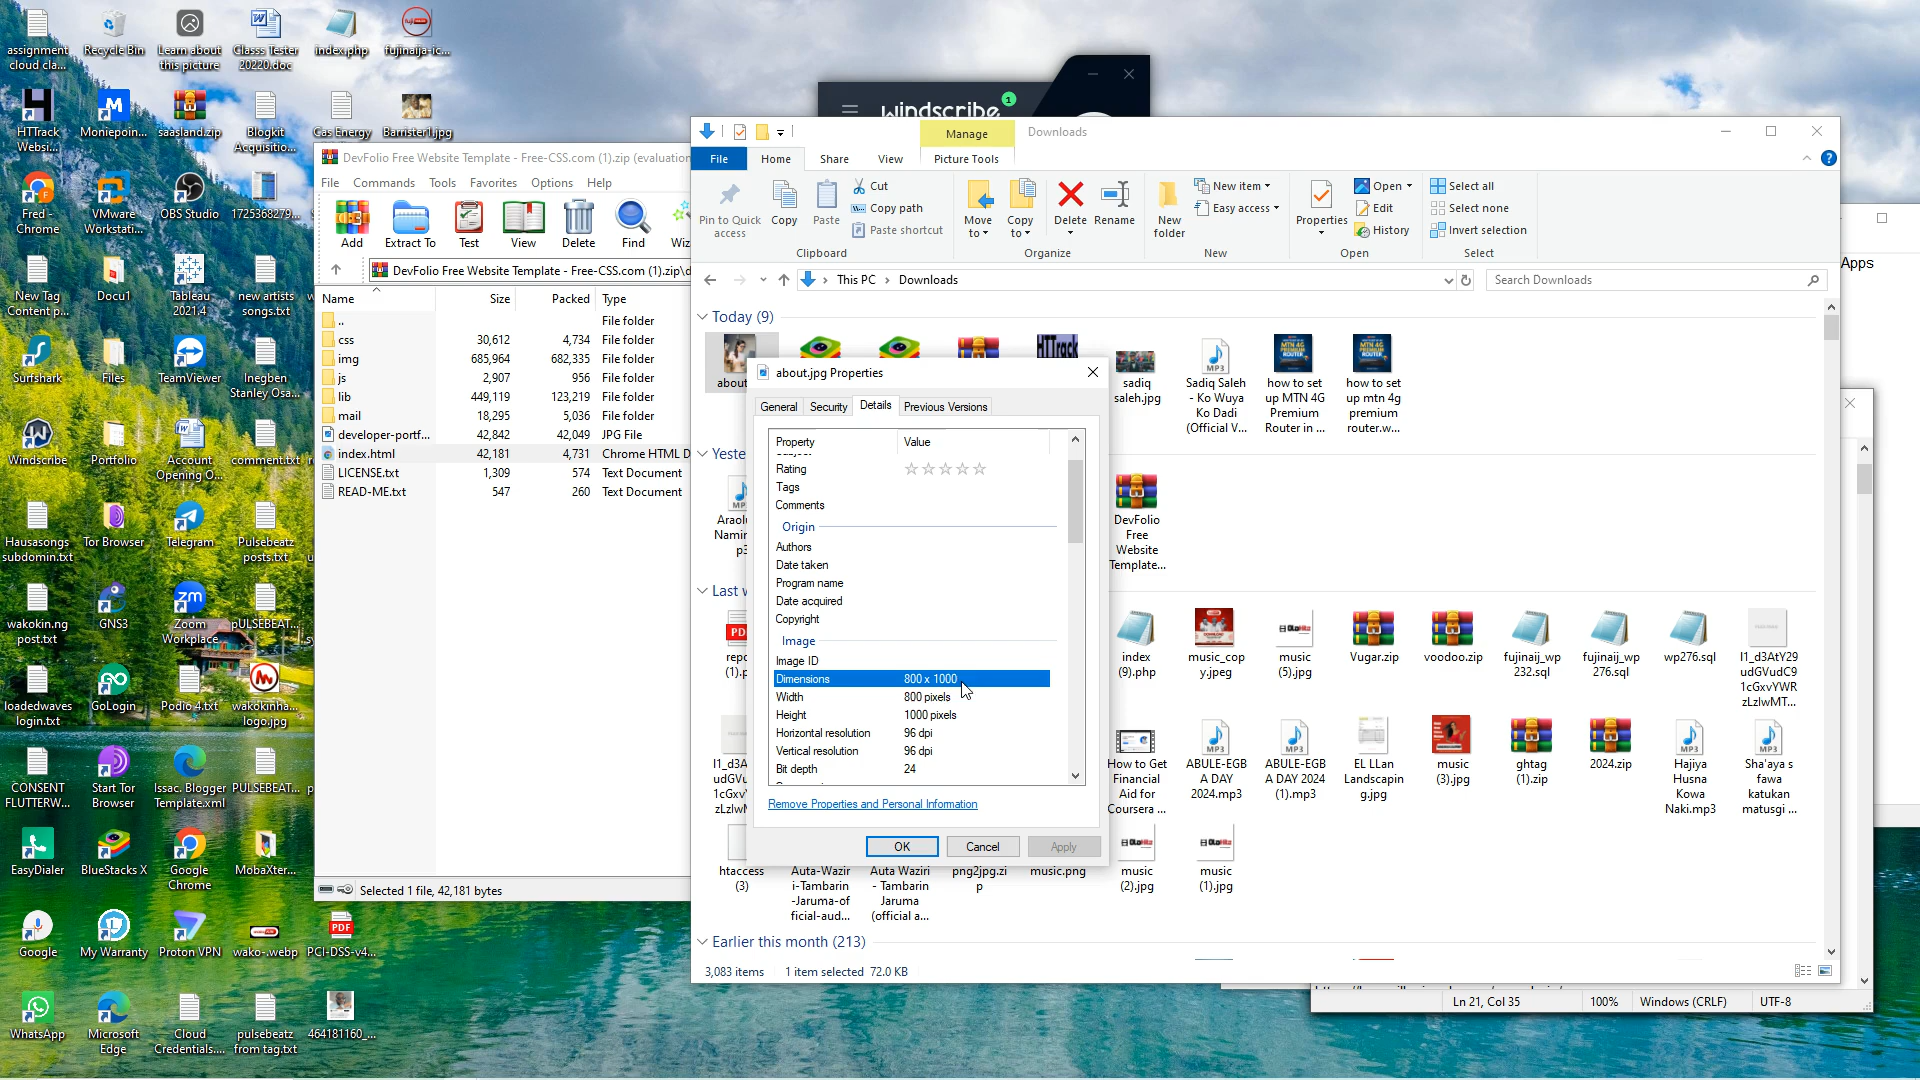 assignment
cloud cla...
Recycle Bin
Learn about
this picture
Classs Tester
20220.doc
index.php
fujinaija-ic...
HTTrack
Websi...
Moniepoin...
saasland.zip
Blogkit
Acquisitio...
Gas Energy
Barrister1.jpg
Fred -
Chrome
VMware
Workstati...
OBS Studio
1725368279...
New Tag
Content p...
Docu1
Tableau
2021.4
new artists
songs.txt
Surfshark
Files
TeamViewer
Inegben
Stanley Osa...
Windscribe
Portfolio
Account
Opening O...
comment.txt
Hausasongs
subdomin.txt
Tor Browser
Telegram
Pulsebeatz
posts.txt
wakokin.ng
post.txt
GNS3
Zoom
Workplace
pULSEBEAT...
loadedwaves
login.txt
GoLogin
Podio 4.txt
wakokinha...
logo.jpg
CONSENT
FLUTTERW...
Start Tor
Browser
Issac. Blogger
Template.xml
PULSEBEAT...
EasyDialer
BlueStacks X
Google
Chrome
MobaXter...
Google
My Warranty
Proton VPN
wako-.webp
PCI-DSS-v4...
WhatsApp
Microsoft
Edge
Cloud
Credentials....
pulsebeatz
from tag.txt
464181160_...
windscribe
1
DevFolio Free Website Template - Free-CSS.com (1).zip (evaluation
File Commands Tools Favorites Options Help
Add Extract To Test View Delete Find Wiz
DevFolio Free Website Template - Free-CSS.com (1).zip\d
Name Size Packed Type
.. File folder
css 30,612 4,734 File folder
img 685,964 682,335 File folder
js 2,907 956 File folder
lib 449,119 123,219 File folder
mail 18,295 5,036 File folder
developer-portf... 42,842 42,049 JPG File
index.html 42,181 4,731 Chrome HTML D
LICENSE.txt 1,309 574 Text Document
READ-ME.txt 547 260 Text Document
Selected 1 file, 42,181 bytes
Manage Downloads
File Home Share View Picture Tools
Pin to Quick
access
Copy
Paste
Cut
Copy path
Paste shortcut
Clipboard
Move
to
Copy
to
Delete
Rename
Organize
New
folder
New item
Easy access
New
Properties
Open
Edit
History
Open
Select all
Select none
Invert selection
Select
This PC > Downloads
Search Downloads
Today (9)
about
HTTrack
sadiq
saleh.jpg
Sadiq Saleh
- Ko Wuya
Ko Dadi
(Official V...
how to set
up MTN 4G
Premium
Router in ...
how to set
up mtn 4g
premium
router.w...
Yeste
Araolu
Namin
p3
DevFolio
Free
Website
Template...
Last w
repo
(1).p
index
(9).php
music_cop
y.jpeg
music
(5).jpg
Vugar.zip
voodoo.zip
fujinaij_wp
232.sql
fujinaij_wp
276.sql
wp276.sql
I1_d3AtY29
udGVudC9
1cGxvYWR
zLzIwMT...
I1_d3A
udGVu
1cGxv
zLzIwM
How to Get
Financial
Aid for
Coursera ...
ABULE-EGB
A DAY
2024.mp3
ABULE-EGB
A DAY 2024
(1).mp3
EL LLan
Landscapin
g.jpg
music
(3).jpg
ghtag
(1).zip
2024.zip
Hajiya
Husna
Kowa
Naki.mp3
Sha'aya s
fawa
katukan
matusgi ...
htaccess
(3)
Auta-Wazir
i-Tambarin
-Jaruma-of
ficial-aud...
Auta Waziri
- Tambarin
Jaruma
(official a...
png2jpg.zi
p
music.png
music
(2).jpg
music
(1).jpg
Earlier this month (213)
3,083 items 1 item selected 72.0 KB
about.jpg Properties
General Security Details Previous Versions
Property Value
Rating
Tags
Comments
Origin
Authors
Date taken
Program name
Date acquired
Copyright
Image
Image ID
Dimensions 800 x 1000
Width 800 pixels
Height 1000 pixels
Horizontal resolution 96 dpi
Vertical resolution 96 dpi
Bit depth 24
Remove Properties and Personal Information
OK Cancel Apply
Apps
Ln 21, Col 35 100% Windows (CRLF) UTF-8